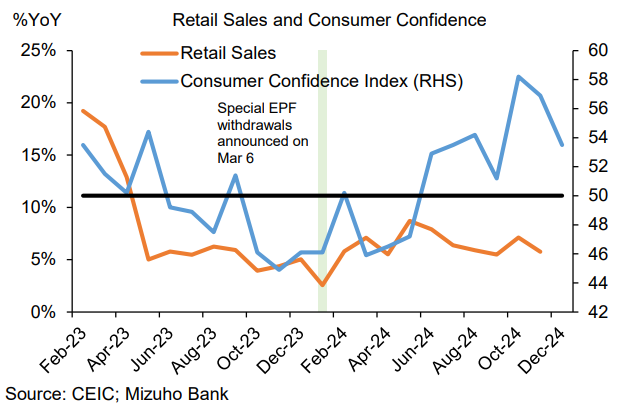 %YoY
Retail Sales and Consumer Confidence
25%
20%
15%
10%
5%
0%
60
58
56
54
52
50
48
46
44
42
Retail Sales
Consumer Confidence Index (RHS)
Special EPF
withdrawals
announced on
Mar 6
Feb-23
Apr-23
Jun-23
Aug-23
Oct-23
Dec-23
Feb-24
Apr-24
Jun-24
Aug-24
Oct-24
Dec-24
Source: CEIC; Mizuho Bank